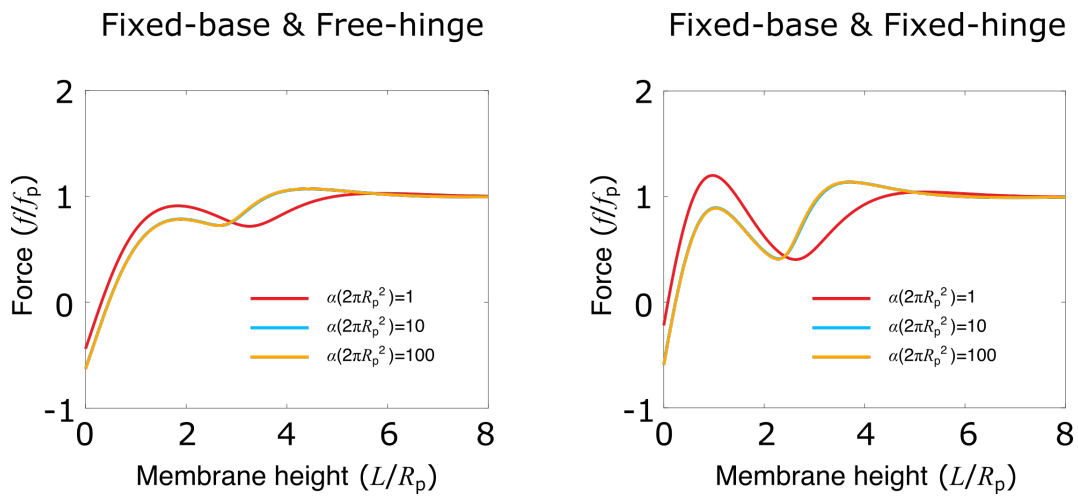 Fixed-base & Free-hinge
2
1
0
-1
Force (f/fₚ)
α(2πRₚ²)=1
α(2πRₚ²)=10
α(2πRₚ²)=100
0 2 4 6 8
Membrane height (L/Rₚ)
Fixed-base & Fixed-hinge
2
1
0
-1
Force (f/fₚ)
α(2πRₚ²)=1
α(2πRₚ²)=10
α(2πRₚ²)=100
0 2 4 6 8
Membrane height (L/Rₚ)